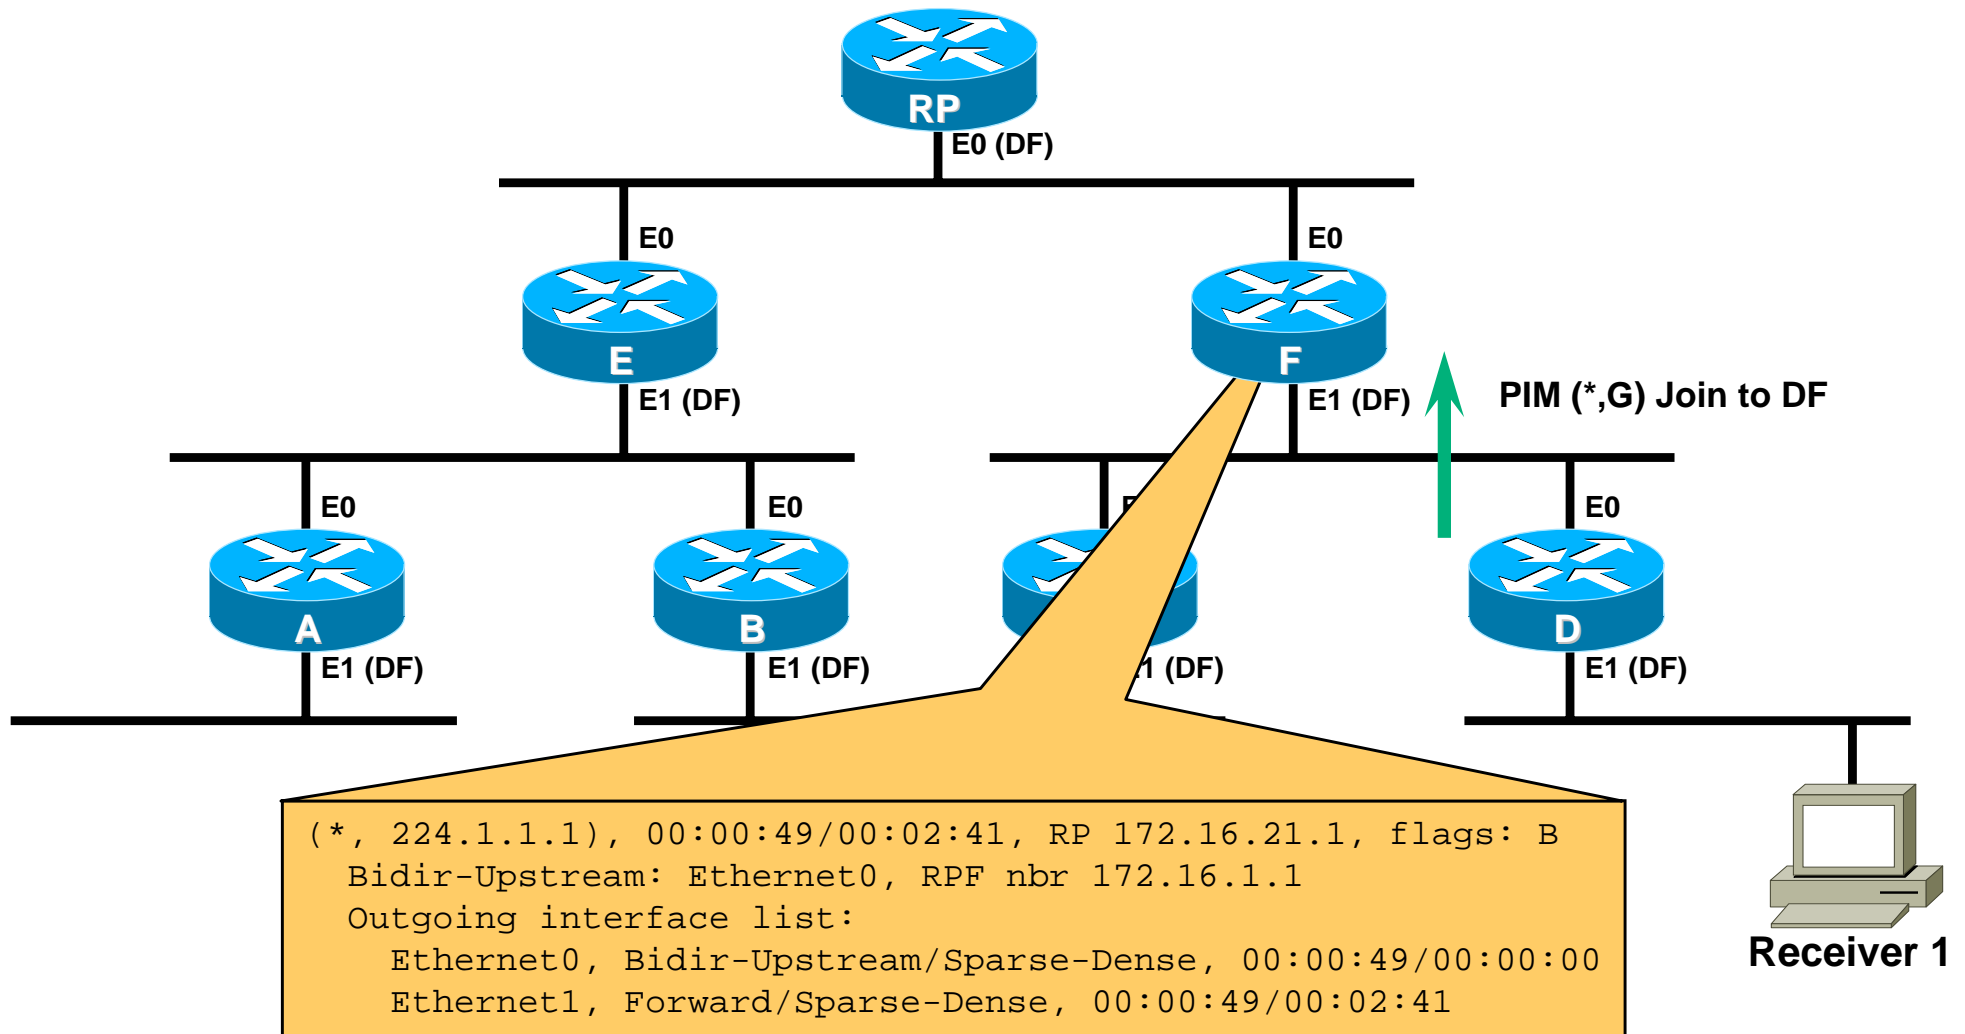 RP
E0 (DF)
E0
E0
E
F
E1 (DF)
E1 (DF)
PIM (*,G) Join to DF
E0
E0
E0
A
B
D
E1 (DF)
E1 (DF)
(DF)
E1 (DF)
(*, 224.1.1.1), 00:00:49/00:02:41, RP 172.16.21.1, flags: B
Bidir-Upstream: Ethernet0, RPF nbr 172.16.1.1
Outgoing interface list:
Ethernet0, Bidir-Upstream/Sparse-Dense, 00:00:49/00:00:00
Ethernet1, Forward/Sparse-Dense, 00:00:49/00:02:41
Receiver 1